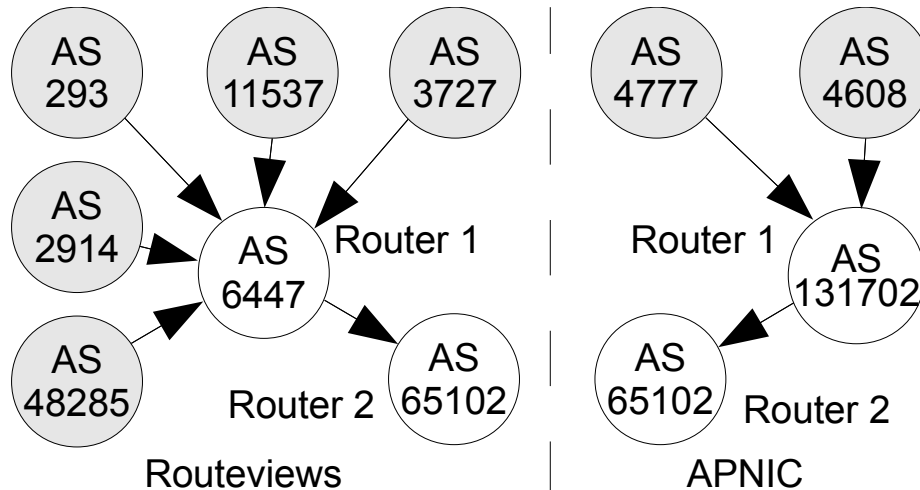 AS
293
AS
11537
AS
3727
AS
4777
AS
4608
AS
2914
AS
6447
Router 1
Router 1
AS
131702
AS
48285
Router 2
AS
65102
AS
65102
Router 2
Routeviews
APNIC